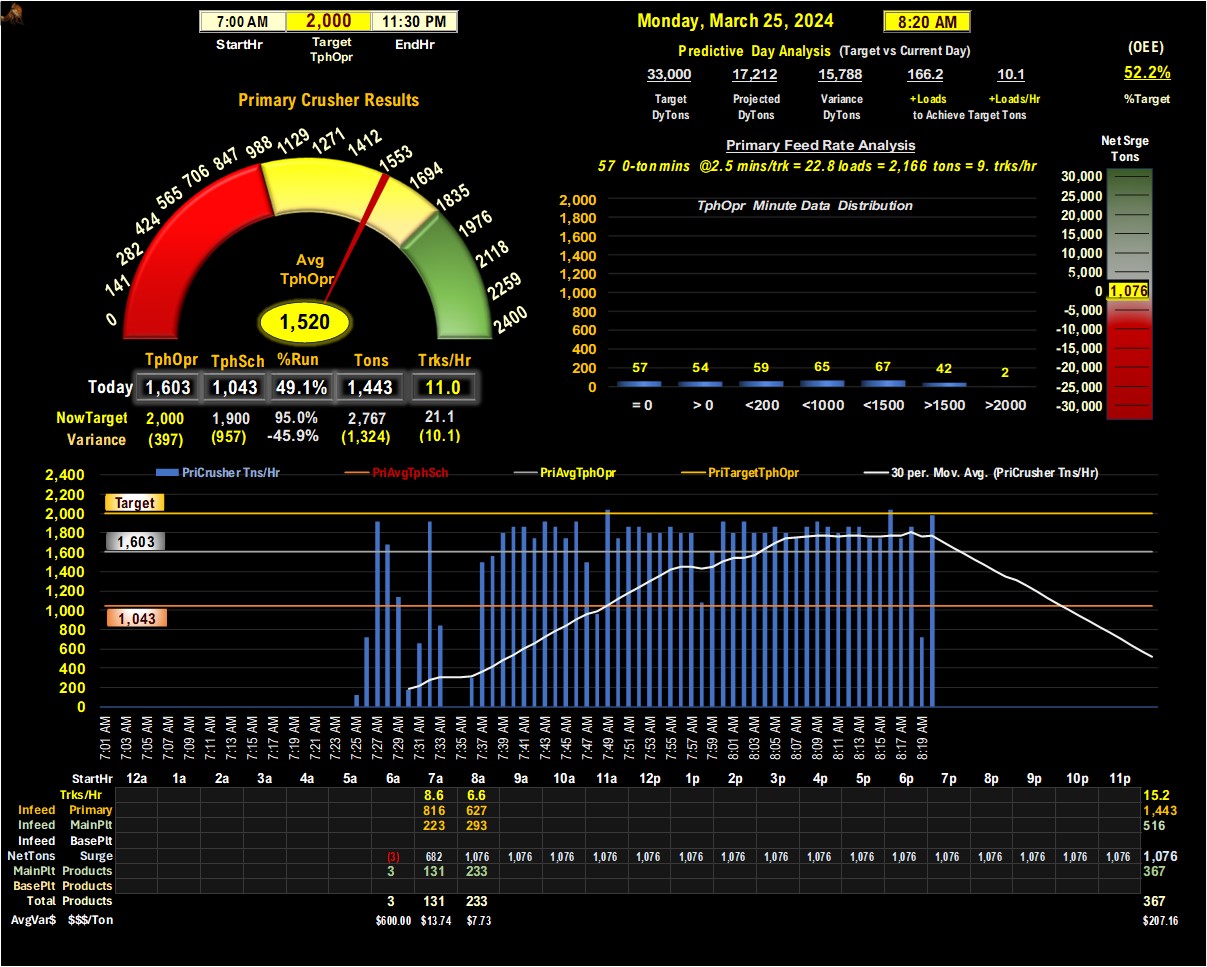 7:00 AM 2,000 11:30 PM
StartHr Target TphOpr EndHr
Monday, March 25, 2024 8:20 AM
Predictive Day Analysis (Target vs Current Day)
(OEE)
33,000 17,212 15,788 166.2 10.1
52.2%
Target DyTons Projected DyTons Variance DyTons +Loads +Loads/Hr
to Achieve Target Tons
%Target
Primary Crusher Results
0 141 282 424 565 706 847 988 1129 1271 1412 1553 1694 1835 1976 2118 2259 2400
Avg
TphOpr
1,520
TphOpr TphSch %Run Tons Trks/Hr
Today 1,603 1,043 49.1% 1,443 11.0
NowTarget 2,000 1,900 95.0% 2,767 21.1
Variance (397) (957) -45.9% (1,324) (10.1)
Primary Feed Rate Analysis
57 0-ton mins @2.5 mins/trk = 22.8 loads = 2,166 tons = 9. trks/hr
TphOpr Minute Data Distribution
2,000
1,800
1,600
1,400
1,200
1,000
800
600
400
200
0
57 54 59 65 67 42 2
= 0 > 0 <200 <1000 <1500 >1500 >2000
Net Srge
Tons
30,000
25,000
20,000
15,000
10,000
5,000
0 1,076
-5,000
-10,000
-15,000
-20,000
-25,000
-30,000
PriCrusher Tns/Hr PriAvgTphSch PriAvgTphOpr PriTargetTphOpr 30 per. Mov. Avg. (PriCrusher Tns/Hr)
2,400
2,200
2,000
1,800
1,600
1,400
1,200
1,000
800
600
400
200
0
Target
1,603
1,043
7:01 AM 7:03 AM 7:05 AM 7:07 AM 7:09 AM 7:11 AM 7:13 AM 7:15 AM 7:17 AM 7:19 AM 7:21 AM 7:23 AM 7:25 AM 7:27 AM 7:29 AM 7:31 AM 7:33 AM 7:35 AM 7:37 AM 7:39 AM 7:41 AM 7:43 AM 7:45 AM 7:47 AM 7:49 AM 7:51 AM 7:53 AM 7:55 AM 7:57 AM 7:59 AM 8:01 AM 8:03 AM 8:05 AM 8:07 AM 8:09 AM 8:11 AM 8:13 AM 8:15 AM 8:17 AM 8:19 AM
StartHr 12a 1a 2a 3a 4a 5a 6a 7a 8a 9a 10a 11a 12p 1p 2p 3p 4p 5p 6p 7p 8p 9p 10p 11p
Trks/Hr 8.6 6.6 15.2
Infeed Primary 816 627 1,443
Infeed MainPlt 223 293 516
Infeed BasePlt
NetTons Surge (3) 682 1,076 1,076 1,076 1,076 1,076 1,076 1,076 1,076 1,076 1,076 1,076 1,076 1,076 1,076 1,076 1,076 1,076
MainPlt Products 3 131 233 367
BasePlt Products
Total Products 3 131 233 367
AvgVar$ $$$/Ton $600.00 $13.74 $7.73 $207.16